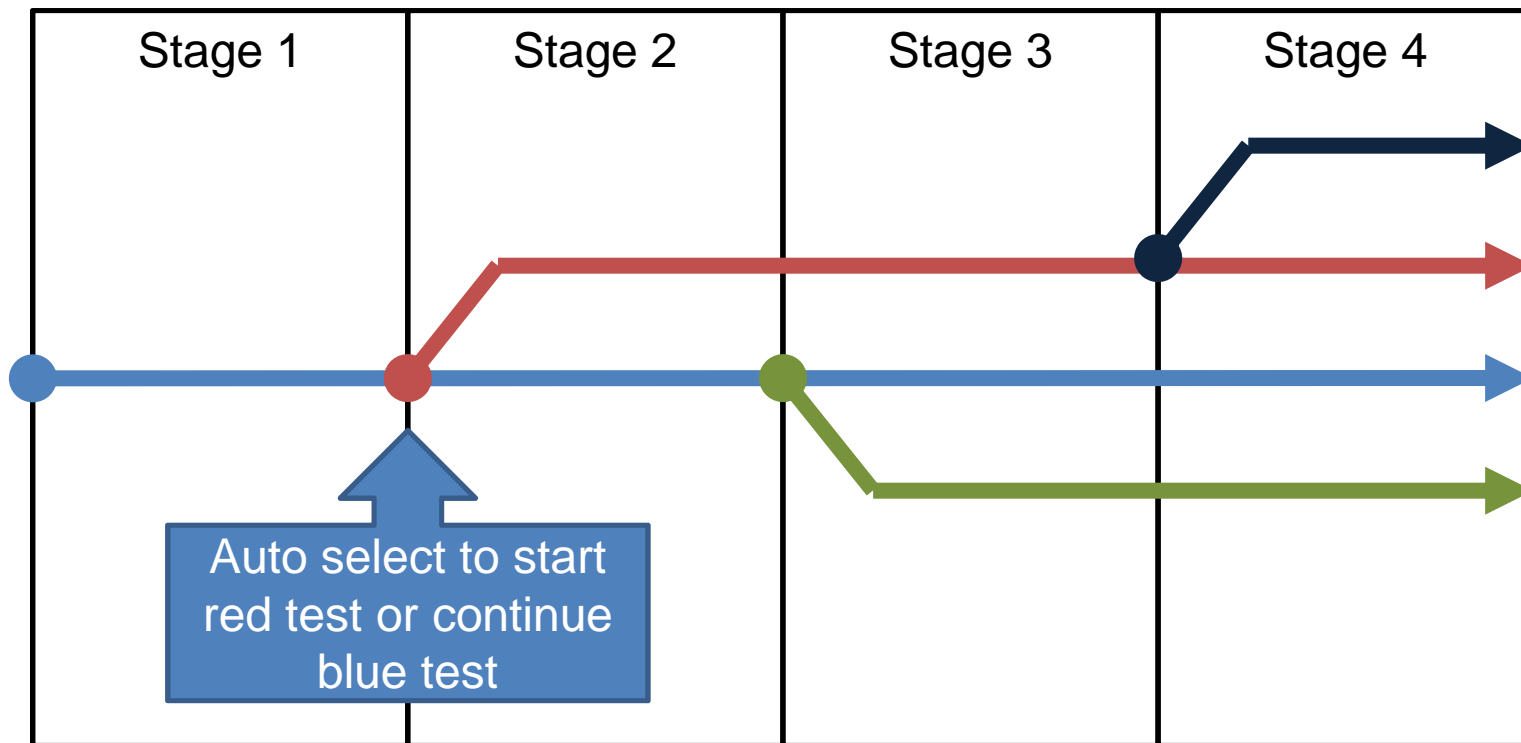 Stage 1
Stage 2
Stage 3
Stage 4
Auto select to start
red test or continue
blue test